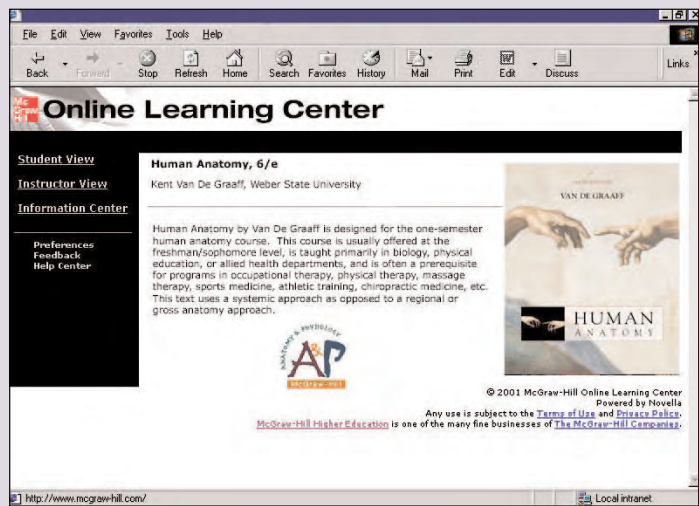 File Edit View Favorites Tools Help
Back Forward Stop Refresh Home Search Favorites History Mail Print Edit Discuss Links
Mc Graw Hill Online Learning Center
Student View
Instructor View
Information Center
Preferences
Feedback
Help Center
Human Anatomy, 6/e
Kent Van De Graaff, Weber State University
Human Anatomy by Van De Graaff is designed for the one-semester
human anatomy course. This course is usually offered at the
freshman/sophomore level, is taught primarily in biology, physical
education, or allied health departments, and is often a prerequisite
for programs in occupational therapy, physical therapy, massage
therapy, sports medicine, athletic training, chiropractic medicine, etc.
This text uses a systemic approach as opposed to a regional or
gross anatomy approach.
ANATOMY & PHYSIOLOGY
A&P
McGraw-Hill
VAN DE GRAAFF
HUMAN
ANATOMY
© 2001 McGraw-Hill Online Learning Center
Powered by Novella
Any use is subject to the Terms of Use and Privacy Policy.
McGraw-Hill Higher Education is one of the many fine businesses of The McGraw-Hill Companies.
http://www.mcgraw-hill.com/ Local intranet